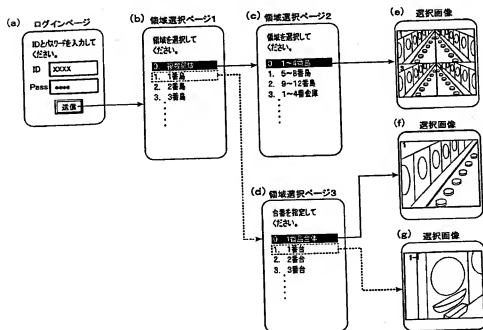 (a) ログインページ
IDとパスワードを入力して
ください。
ID XXXX
Pass ●●●●
送信
(b) 領域選択ページ1
領域を選択して
ください。
1. 1番島
2. 2番島
3. 3番島
(c) 領域選択ページ2
領域を選択して
ください。
0. 1~4番島
1. 5~8番島
2. 9~12番島
3. 1~4番金庫
(d) 領域選択ページ3
台番を指定して
ください。
0. 1番島全体
1. 1番台
2. 2番台
3. 3番台
(e) 選択画像
(f) 選択画像
1
(g) 選択画像
1-1